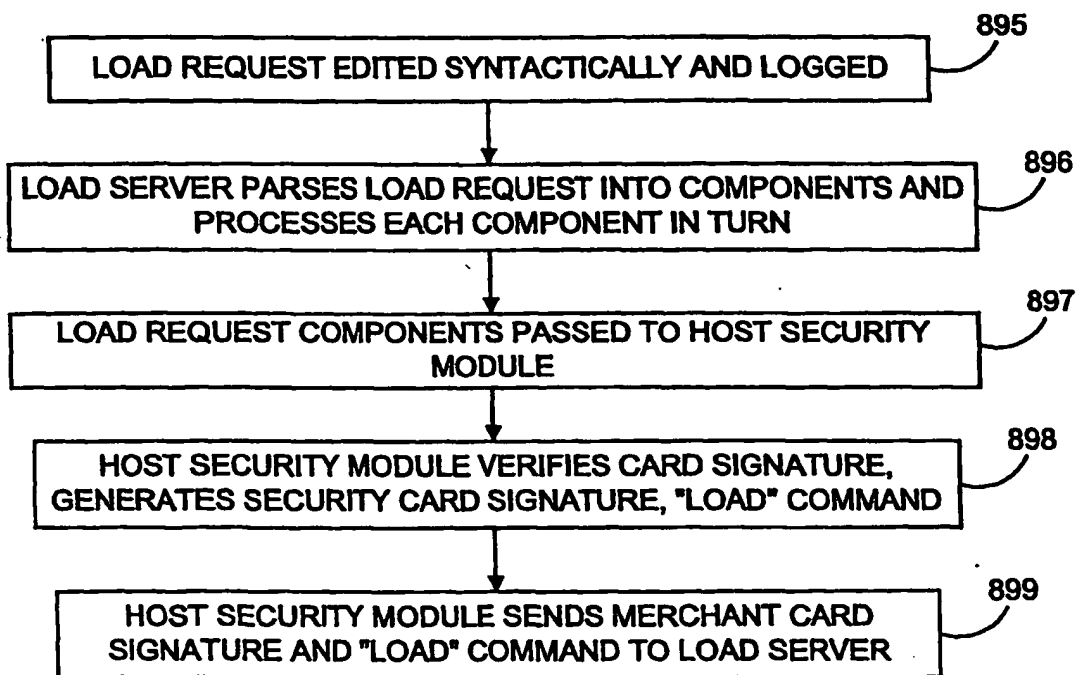 895
LOAD REQUEST EDITED SYNTACTICALLY AND LOGGED
896
LOAD SERVER PARSES LOAD REQUEST INTO COMPONENTS AND
PROCESSES EACH COMPONENT IN TURN
897
LOAD REQUEST COMPONENTS PASSED TO HOST SECURITY
MODULE
898
HOST SECURITY MODULE VERIFIES CARD SIGNATURE,
GENERATES SECURITY CARD SIGNATURE, "LOAD" COMMAND
899
HOST SECURITY MODULE SENDS MERCHANT CARD
SIGNATURE AND "LOAD" COMMAND TO LOAD SERVER